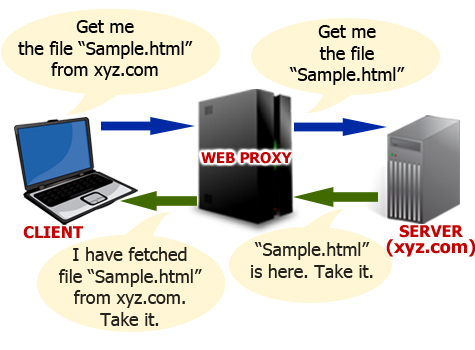 Get me
the file “Sample.html”
from xyz.com
Get me
the file
“Sample.html”
WEB PROXY
CLIENT
SERVER
(xyz.com)
I have fetched
file “Sample.html”
from xyz.com.
Take it.
“Sample.html”
is here. Take it.